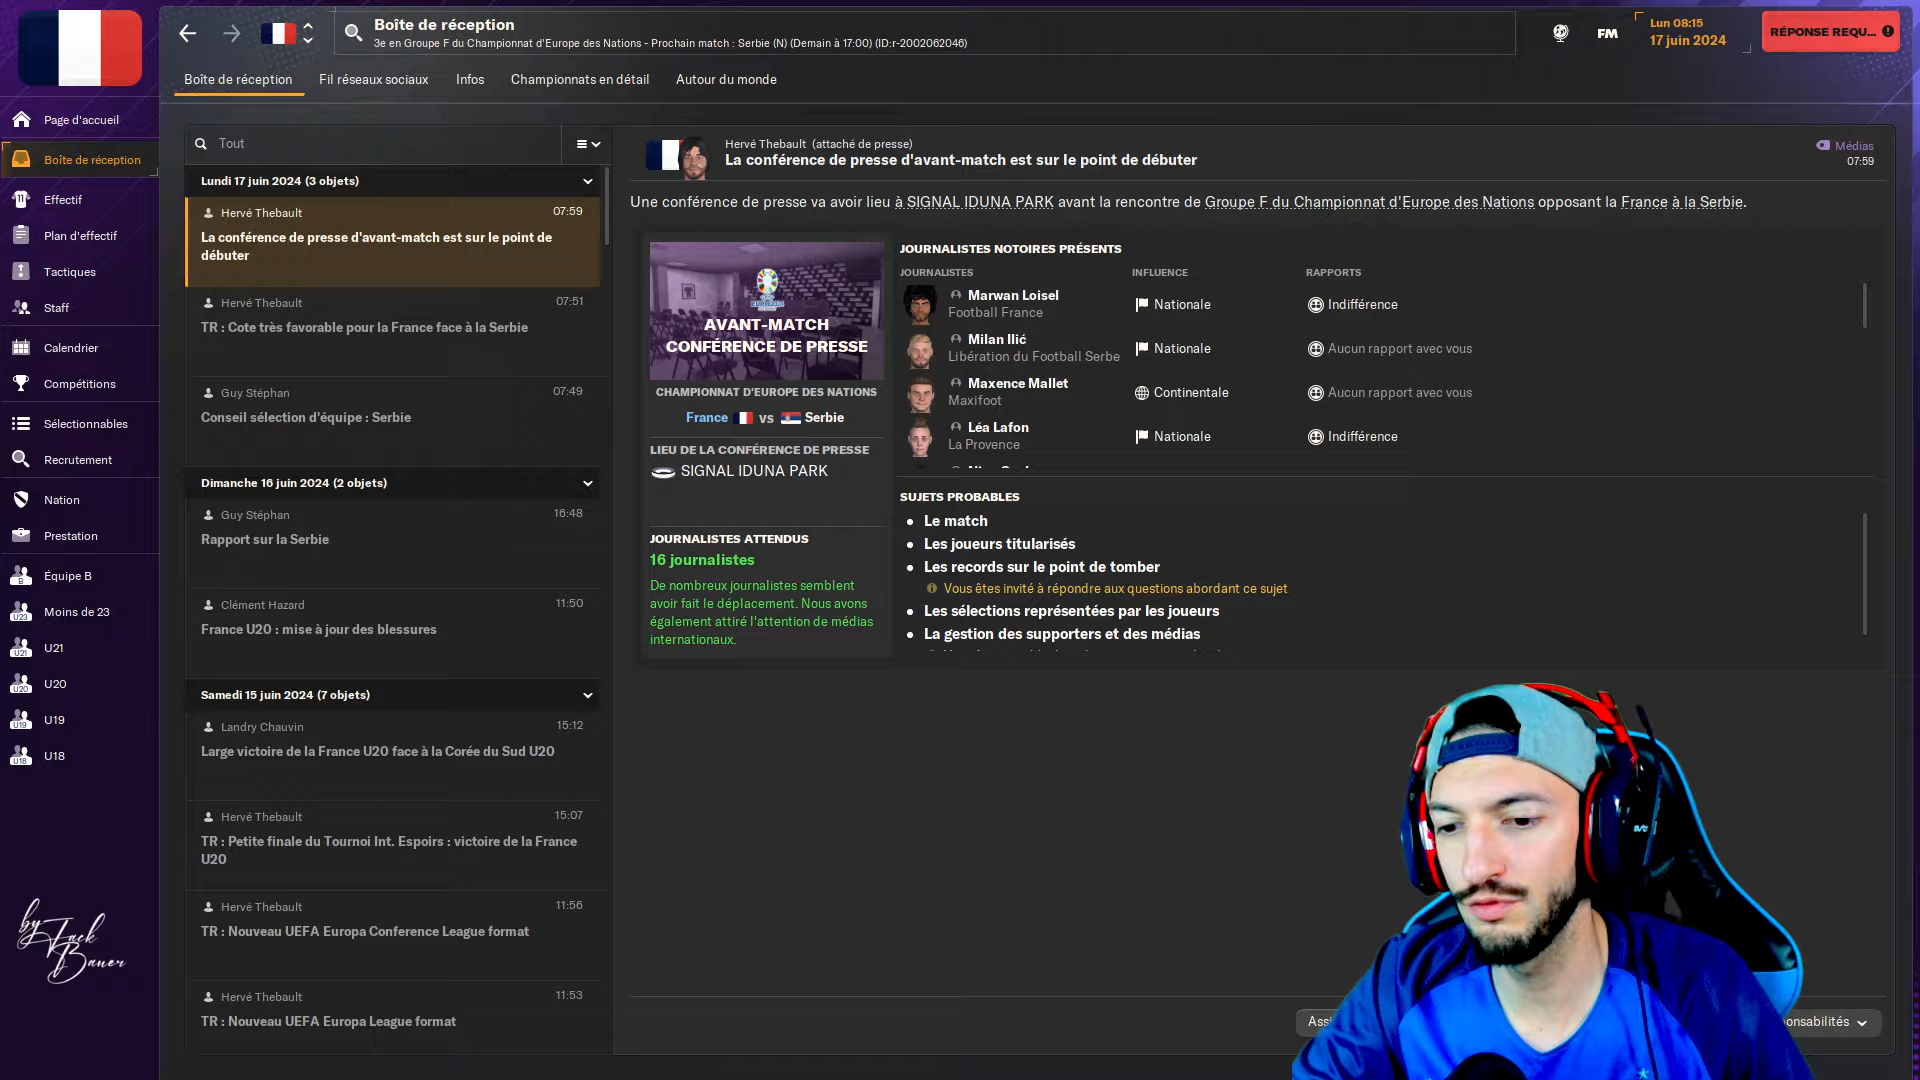 Boîte de réception
3e en Groupe F du Championnat d'Europe des Nations - Prochain match : Serbie (N) (Demain à 17:00) (ID:r-2002062046)
FM
Lun 08:15
17 juin 2024
RÉPONSE REQU...
Boîte de réception
Fil réseaux sociaux
Infos
Championnats en détail
Autour du monde
Page d'accueil
Boîte de réception
Effectif
Plan d'effectif
Tactiques
Staff
Calendrier
Compétitions
Sélectionnables
Recrutement
Nation
Prestation
Équipe B
Moins de 23
U21
U20
U19
U18
by Jack Bauer
Tout
Lundi 17 juin 2024 (3 objets)
Hervé Thebault
07:59
La conférence de presse d'avant-match est sur le point de
débuter
Hervé Thebault
07:51
TR : Cote très favorable pour la France face à la Serbie
Guy Stéphan
07:49
Conseil sélection d'équipe : Serbie
Dimanche 16 juin 2024 (2 objets)
Guy Stéphan
16:48
Rapport sur la Serbie
Clément Hazard
11:50
France U20 : mise à jour des blessures
Samedi 15 juin 2024 (7 objets)
Landry Chauvin
15:12
Large victoire de la France U20 face à la Corée du Sud U20
Hervé Thebault
15:07
TR : Petite finale du Tournoi Int. Espoirs : victoire de la France
U20
Hervé Thebault
11:56
TR : Nouveau UEFA Europa Conference League format
Hervé Thebault
11:53
TR : Nouveau UEFA Europa League format
Hervé Thebault (attaché de presse)
La conférence de presse d'avant-match est sur le point de débuter
Médias
07:59
Une conférence de presse va avoir lieu à SIGNAL IDUNA PARK avant la rencontre de Groupe F du Championnat d'Europe des Nations opposant la France à la Serbie.
AVANT-MATCH
CONFÉRENCE DE PRESSE
CHAMPIONNAT D'EUROPE DES NATIONS
France vs Serbie
LIEU DE LA CONFÉRENCE DE PRESSE
SIGNAL IDUNA PARK
JOURNALISTES ATTENDUS
16 journalistes
De nombreux journalistes semblent
avoir fait le déplacement. Nous avons
également attiré l'attention de médias
internationaux.
JOURNALISTES NOTOIRES PRÉSENTS
JOURNALISTES INFLUENCE RAPPORTS
Marwan Loisel
Football France
Nationale
Indifférence
Milan Ilić
Libération du Football Serbe
Nationale
Aucun rapport avec vous
Maxence Mallet
Maxifoot
Continentale
Aucun rapport avec vous
Léa Lafon
La Provence
Nationale
Indifférence
SUJETS PROBABLES
Le match
Les joueurs titularisés
Les records sur le point de tomber
Vous êtes invité à répondre aux questions abordant ce sujet
Les sélections représentées par les joueurs
La gestion des supporters et des médias